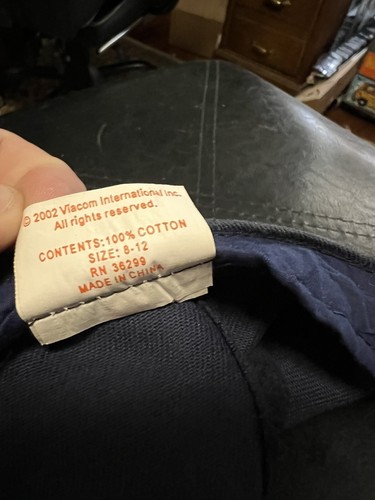 © 2002 Viacom International Inc.
All rights reserved.
CONTENTS:100% COTTON
SIZE: 8-12
RN 36299
MADE IN CHINA